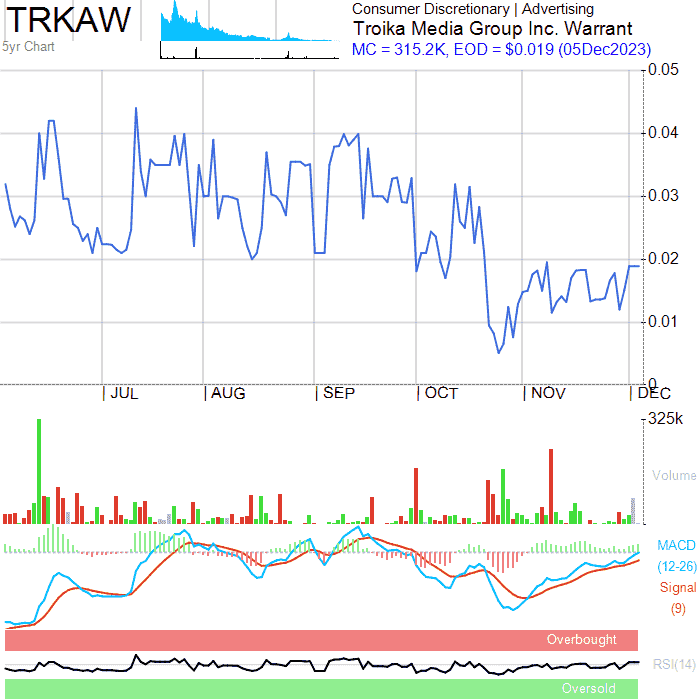 TRKAW
5yr Chart
Consumer Discretionary | Advertising
Troika Media Group Inc. Warrant
MC = 315.2K, EOD = $0.019 (05Dec2023)
0.05
0.04
0.03
0.02
0.01
0
| JUL | AUG | SEP | OCT | NOV | DEC
325k
Volume
MACD
(12-26)
Signal
(9)
Overbought
RSI(14)
Oversold